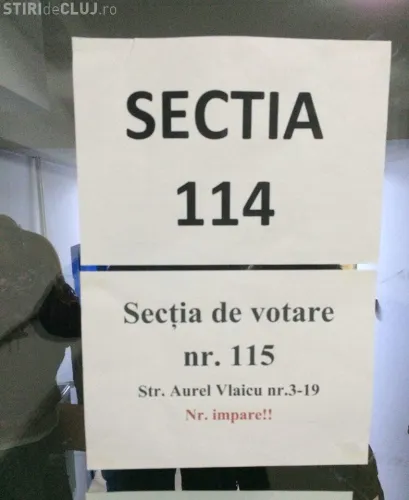 STIRIdeCLUJ.ro
SECTIA
114
Secția de votare
nr. 115
Str. Aurel Vlaicu nr.3-19
Nr. impare!!